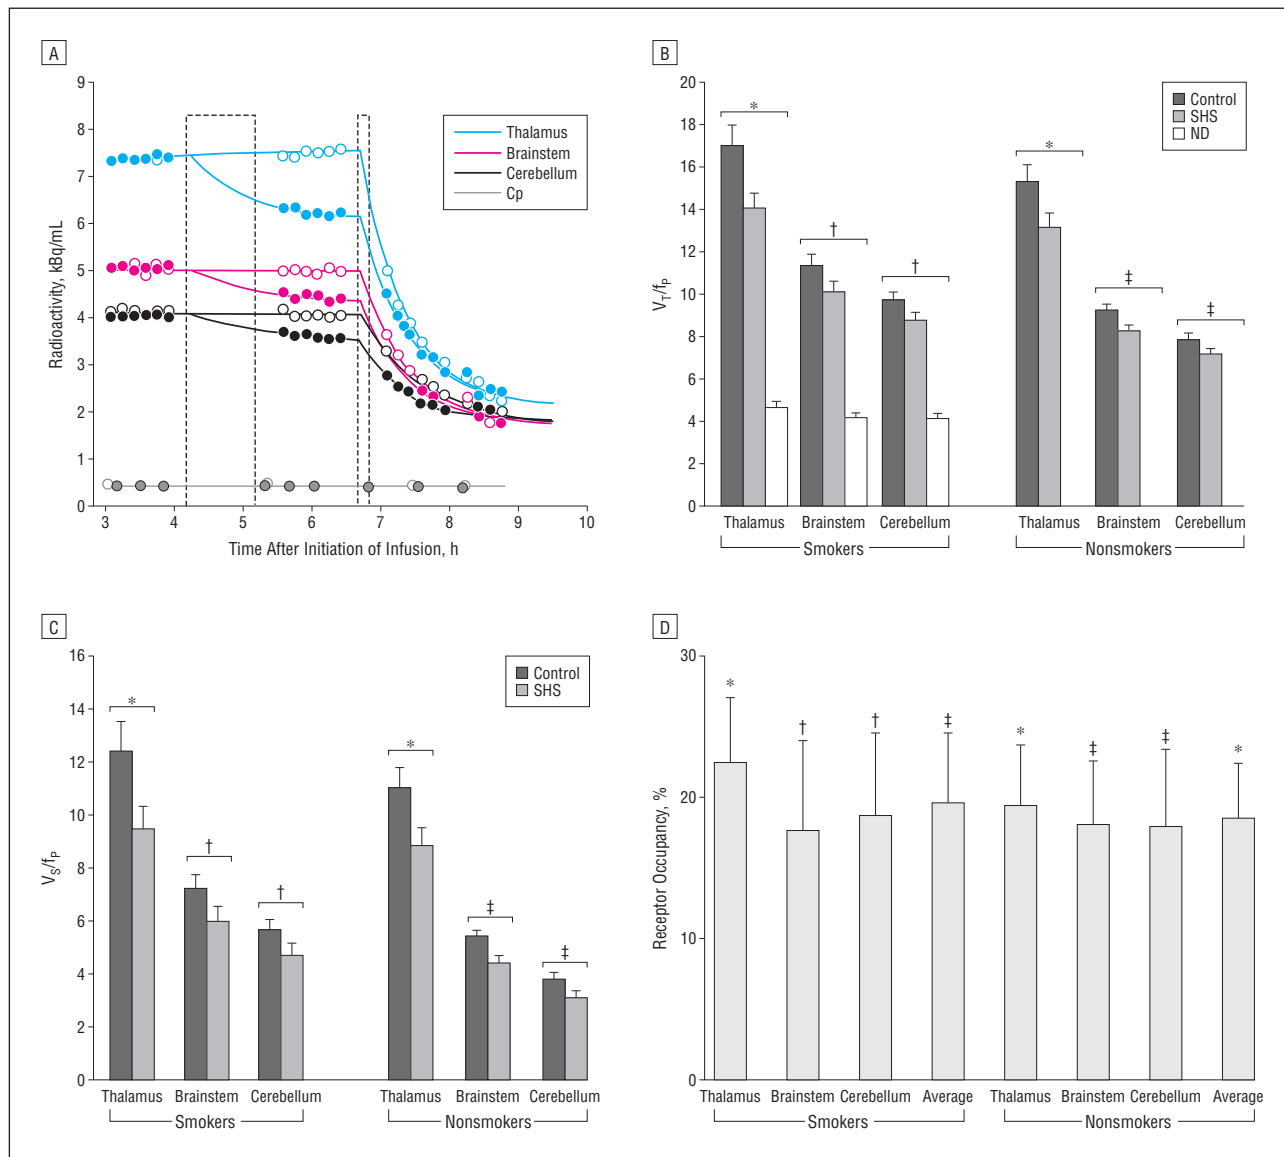 A
9
8
7
6
5
4
3
2
1
0
Radioactivity, kBq/mL
Thalamus
Brainstem
Cerebellum
Cp
3 4 5 6 7 8 9 10
Time After Initiation of Infusion, h
B
20
18
16
14
12
10
8
6
4
2
0
V_T/f_P
Control
SHS
ND
* † † * ‡ ‡
Thalamus Brainstem Cerebellum Thalamus Brainstem Cerebellum
Smokers Nonsmokers
C
16
14
12
10
8
6
4
2
0
V_S/f_P
Control
SHS
* † † * ‡ ‡
Thalamus Brainstem Cerebellum Thalamus Brainstem Cerebellum
Smokers Nonsmokers
D
30
20
10
0
Receptor Occupancy, %
* † † ‡ * ‡ ‡ *
Thalamus Brainstem Cerebellum Average Thalamus Brainstem Cerebellum Average
Smokers Nonsmokers